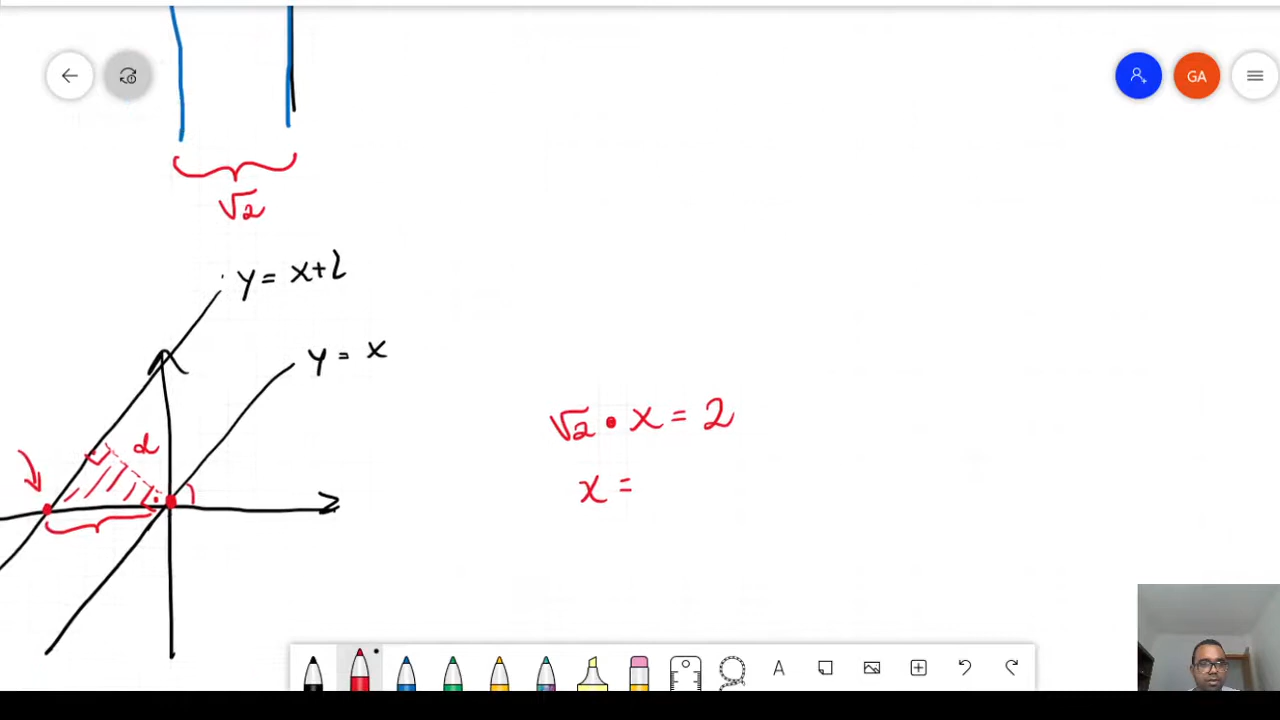 GA
√2
y = x+2
y = x
d
√2 • x = 2
x =
A